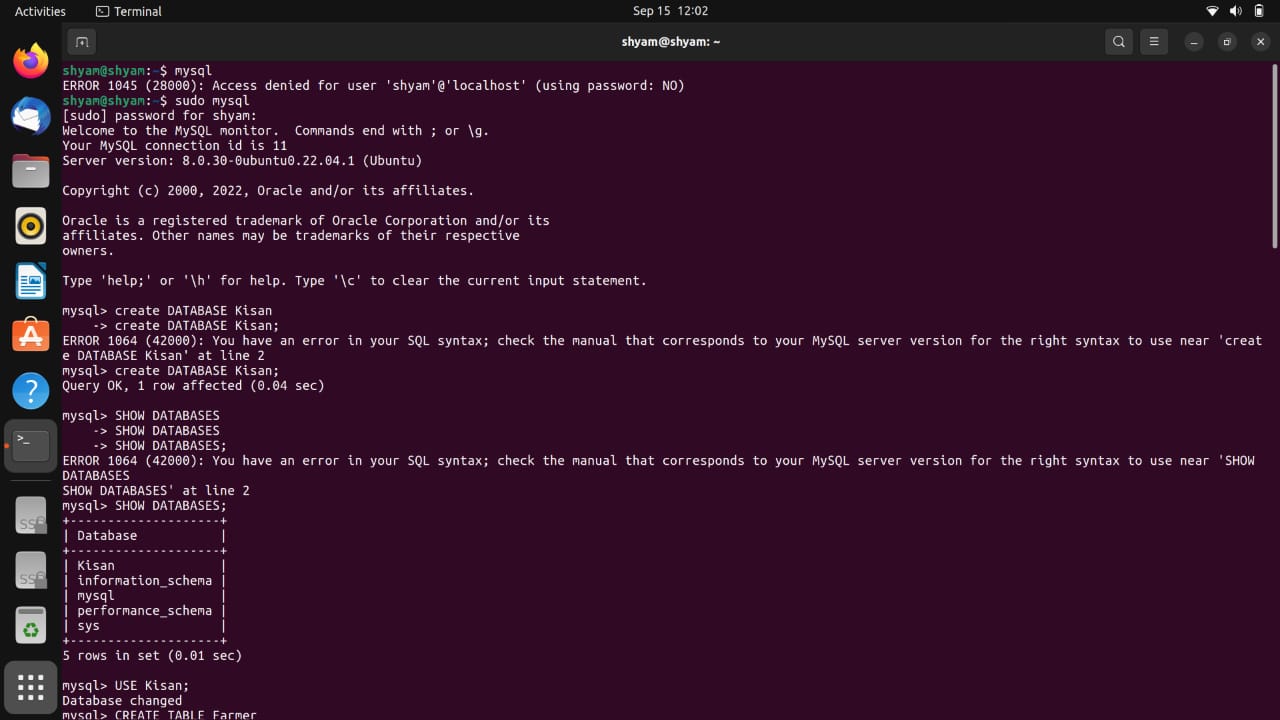 Activities Terminal Sep 15 12:02
shyam@shyam: ~
shyam@shyam:~$ mysql
ERROR 1045 (28000): Access denied for user 'shyam'@'localhost' (using password: NO)
shyam@shyam:~$ sudo mysql
[sudo] password for shyam:
Welcome to the MySQL monitor.  Commands end with ; or \g.
Your MySQL connection id is 11
Server version: 8.0.30-0ubuntu0.22.04.1 (Ubuntu)
Copyright (c) 2000, 2022, Oracle and/or its affiliates.
Oracle is a registered trademark of Oracle Corporation and/or its
affiliates. Other names may be trademarks of their respective
owners.
Type 'help;' or '\h' for help. Type '\c' to clear the current input statement.
mysql> create DATABASE Kisan
    -> create DATABASE Kisan;
ERROR 1064 (42000): You have an error in your SQL syntax; check the manual that corresponds to your MySQL server version for the right syntax to use near 'creat
e DATABASE Kisan' at line 2
mysql> create DATABASE Kisan;
Query OK, 1 row affected (0.04 sec)
mysql> SHOW DATABASES
    -> SHOW DATABASES
    -> SHOW DATABASES;
ERROR 1064 (42000): You have an error in your SQL syntax; check the manual that corresponds to your MySQL server version for the right syntax to use near 'SHOW
DATABASES
SHOW DATABASES' at line 2
mysql> SHOW DATABASES;
+--------------------+
| Database           |
+--------------------+
| Kisan              |
| information_schema |
| mysql              |
| performance_schema |
| sys                |
+--------------------+
5 rows in set (0.01 sec)
mysql> USE Kisan;
Database changed
mysql> CREATE TABLE Farmer